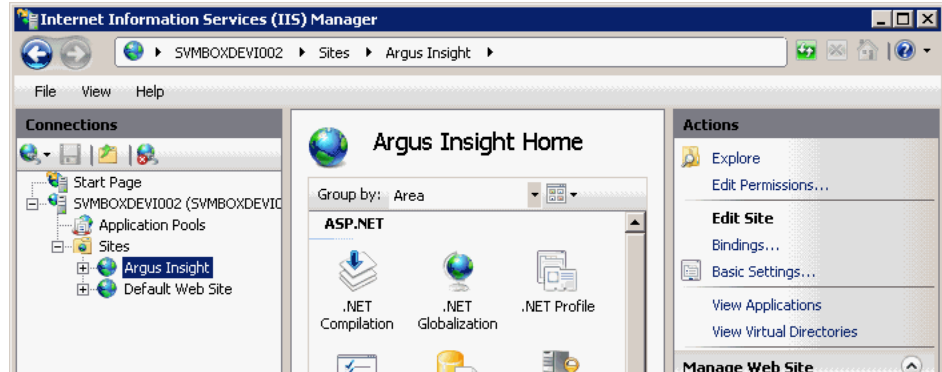 Internet Information Services (IIS) Manager
SVMBOXDEVI002 Sites Argus Insight
File View Help
Connections
Start Page
SVMBOXDEVI002 (SVMBOXDEVIC
Application Pools
Sites
Argus Insight
Default Web Site
Argus Insight Home
Group by: Area
ASP.NET
.NET Compilation
.NET Globalization
.NET Profile
Actions
Explore
Edit Permissions...
Edit Site
Bindings...
Basic Settings...
View Applications
View Virtual Directories
Manage Web Site